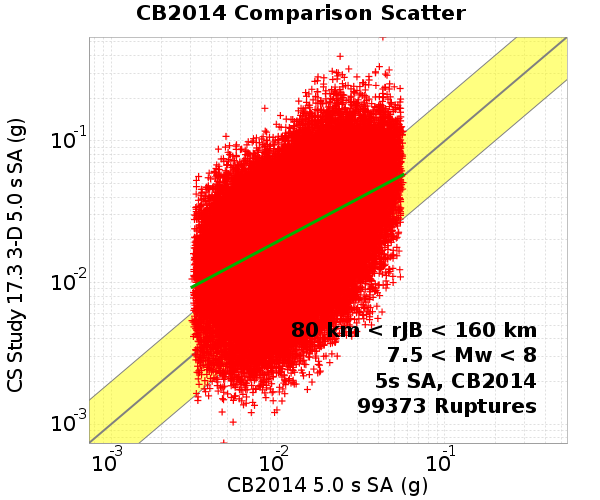 CB2014 Comparison Scatter
CS Study 17.3 3-D 5.0 s SA (g)
10-1
10-2
10-3
80 km < rJB < 160 km
7.5 < Mw < 8
5s SA, CB2014
99373 Ruptures
10-3 10-2 10-1
CB2014 5.0 s SA (g)